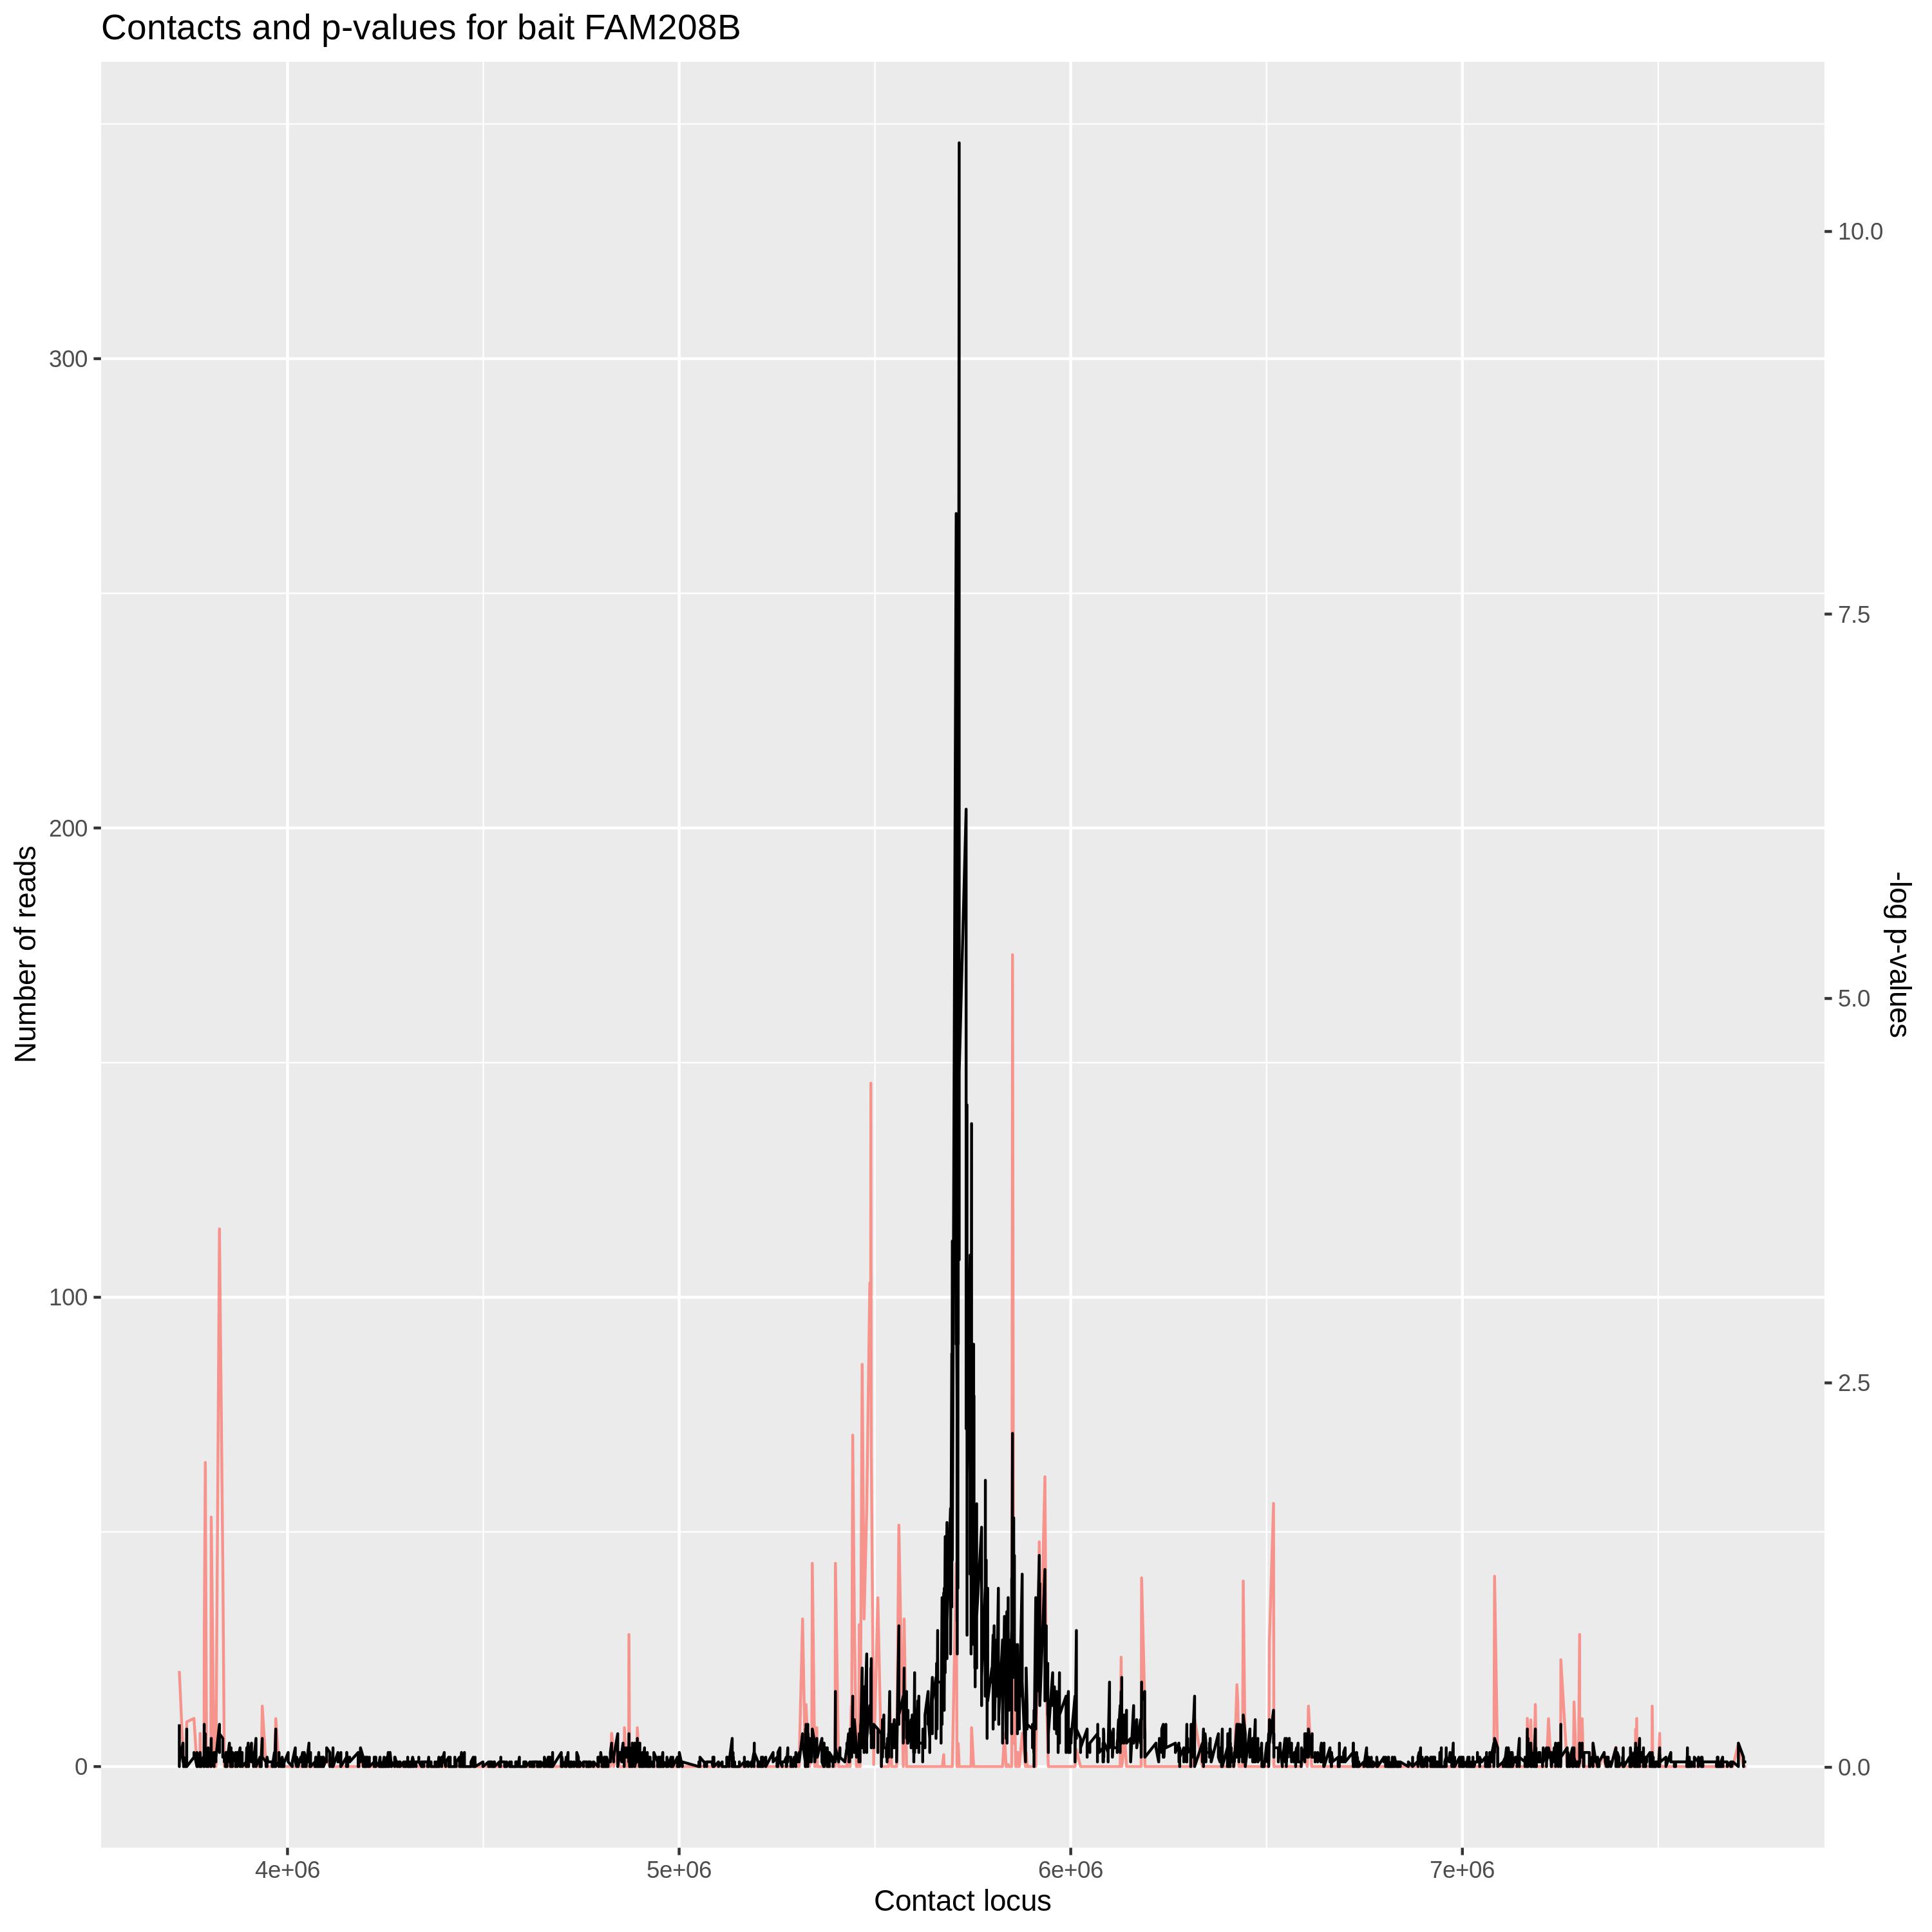 Contacts and p-values for bait FAM208B
300
200
100
0
Number of reads
10.0
7.5
5.0
2.5
0.0
-log p-values
4e+06
5e+06
6e+06
7e+06
Contact locus